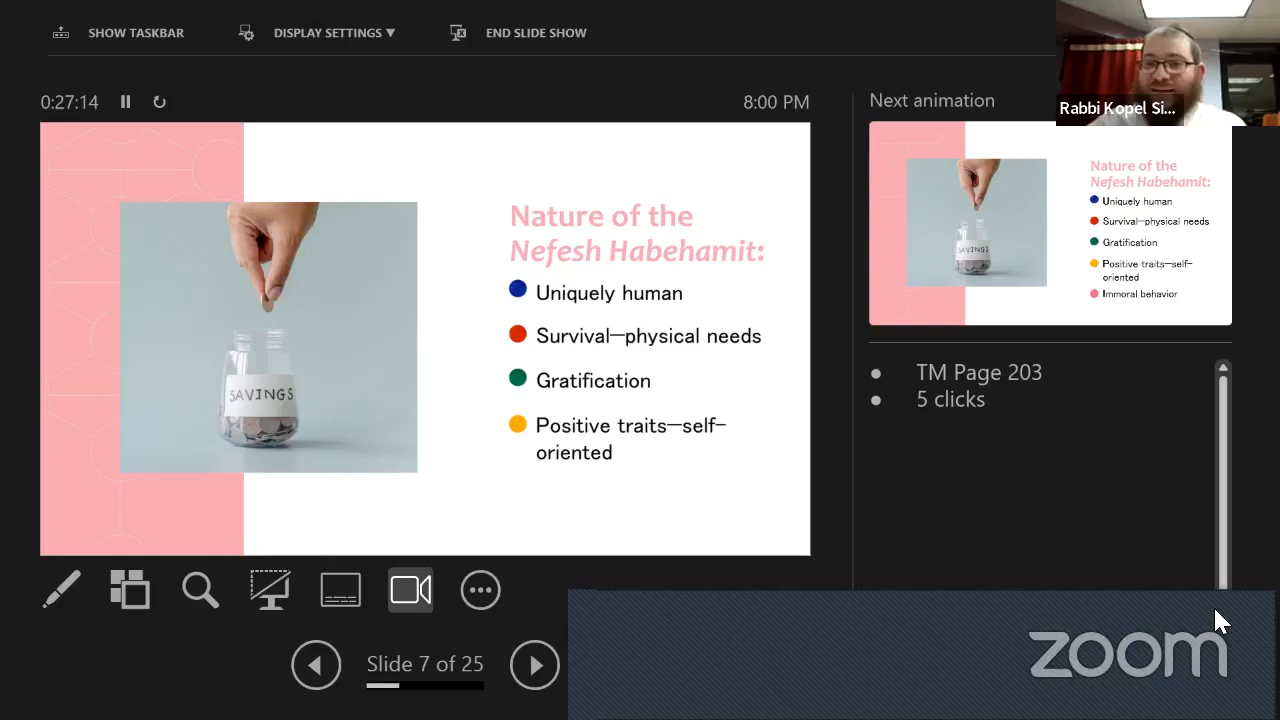 SHOW TASKBAR
DISPLAY SETTINGS ▼
END SLIDE SHOW
0:27:14
8:00 PM
Nature of the
Nefesh Habehamit:
Uniquely human
Survival—physical needs
Gratification
Positive traits—self-
oriented
SAVINGS
Next animation
Nature of the
Nefesh Habehamit:
Uniquely human
Survival—physical needs
Gratification
Positive traits—self-
oriented
Immoral behavior
SAVINGS
Rabbi Kopel Si...
TM Page 203
5 clicks
Slide 7 of 25
zoom